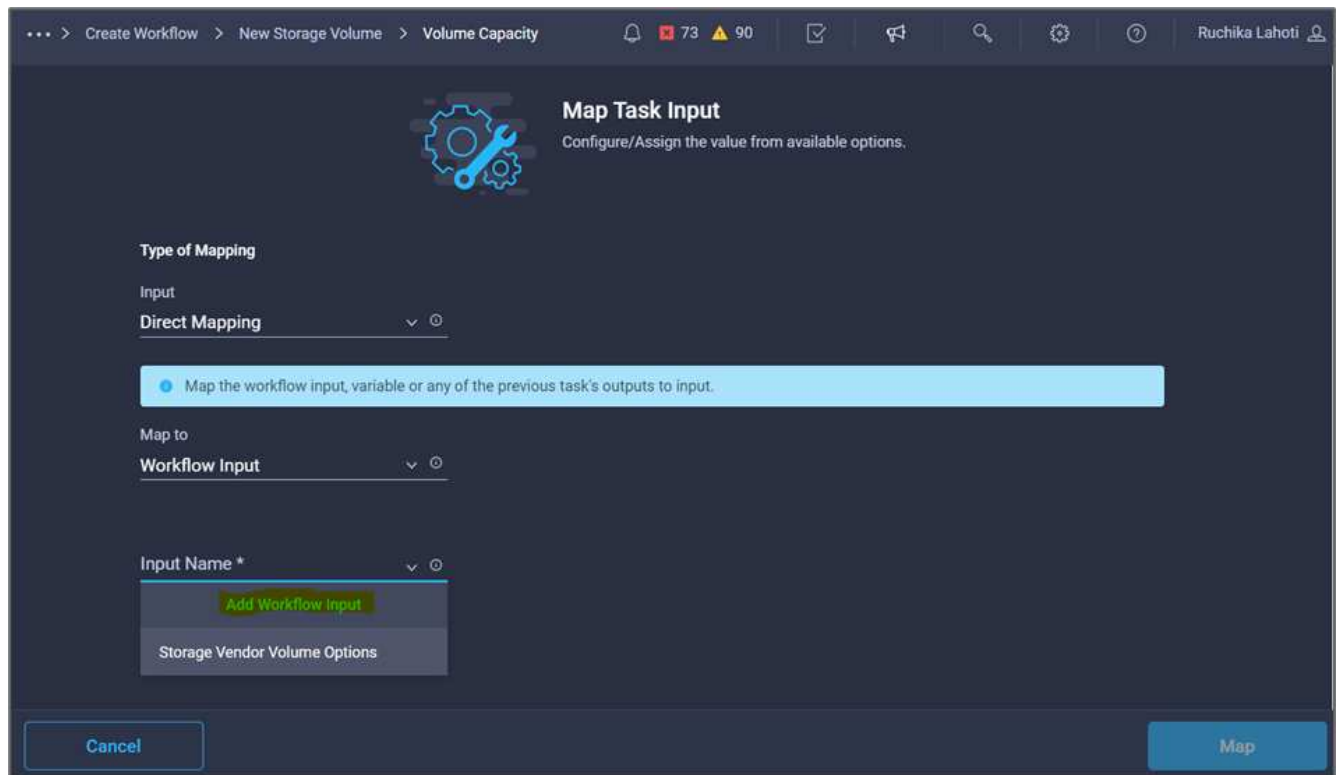 ••• > Create Workflow > New Storage Volume > Volume Capacity 73 90 Ruchika Lahoti
Map Task Input
Configure/Assign the value from available options.
Type of Mapping
Input
Direct Mapping
Map the workflow input, variable or any of the previous task's outputs to input.
Map to
Workflow Input
Input Name *
Add Workflow Input
Storage Vendor Volume Options
Cancel Map